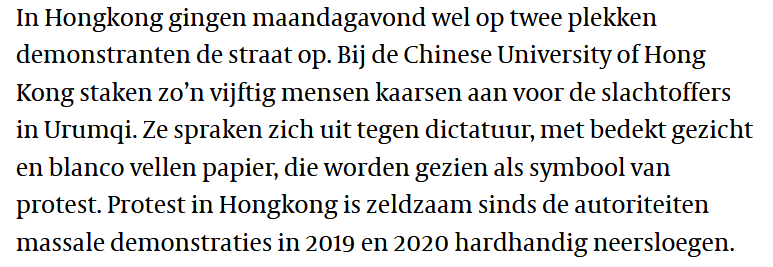 In Hongkong gingen maandagavond wel op twee plekken
demonstranten de straat op. Bij de Chinese University of Hong
Kong staken zo’n vijftig mensen kaarsen aan voor de slachtoffers
in Urumqi. Ze spraken zich uit tegen dictatuur, met bedekt gezicht
en blanco vellen papier, die worden gezien als symbool van
protest. Protest in Hongkong is zeldzaam sinds de autoriteiten
massale demonstraties in 2019 en 2020 hardhandig neersloegen.